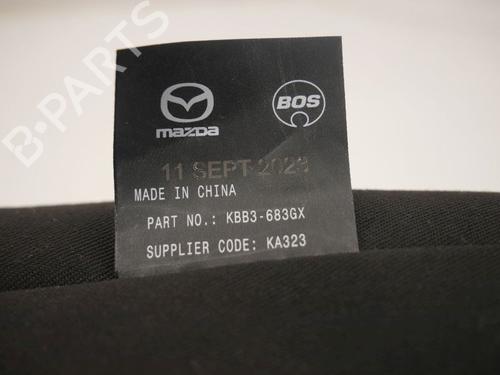 B-PARTS
mazda
BOS
11 SEPT 2023
MADE IN CHINA
PART NO.: KBB3-683GX
SUPPLIER CODE: KA323